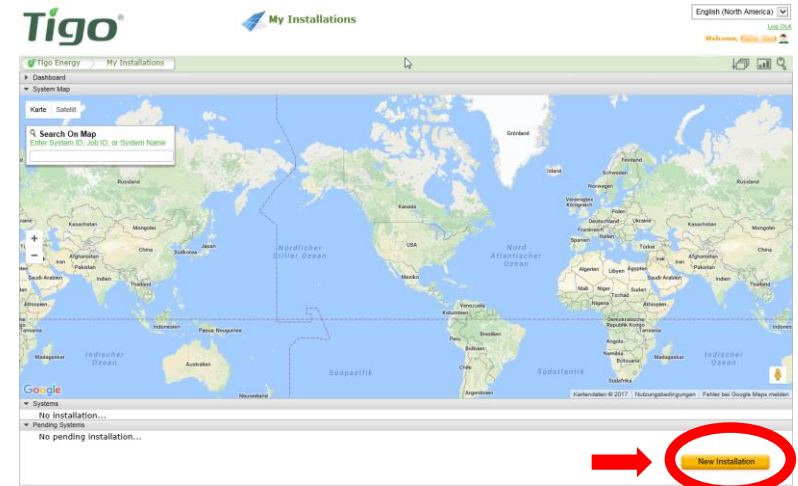 Tigo®
My Installations
English (North America)
Log Out
Welcome,
Tigo Energy
My Installations
Dashboard
System Map
Karte
Satellit
Search On Map
Enter System ID, Job ID, or System Name
Grönland
Island
Finnland
Schweden
Norwegen
Russland
Russland
Vereinigtes Königreich
Kanada
Polen
Deutschland
Ukraine
Frankreich
Kasachstan
Mongolei
Kasachstan
Mongolei
Italien
Spanien
Türkei
+
−
Nördlicher
Stiller Ozean
USA
Nord
Atlantischer
Ozean
China
Japan
Südkorea
Afghanistan
Iran
Pakistan
Irak
Iran
Afghanistan
Pakistan
China
Algerien
Libyen
Ägypten
Saudi-Arabien
Indien
Thailand
Mexiko
Saudi-Arabien
Indien
Thailand
Mali
Niger
Sudan
Tschad
Äthiopien
Nigeria
Äthiopien
Venezuela
Kolumbien
Demokratische
Republik Kongo
Indonesien
Papua-Neuguinea
Tansania
Tansania
Peru
Brasilien
Angola
Bolivien
Namibia
Botsuana
Madagaskar
Indischer
Ozean
Madagaskar
Indischer
Ozean
Australien
Chile
Südpazifik
Südatlantik
Südafrika
Google
Neuseeland
Argentinien
Kartendaten © 2017
Nutzungsbedingungen
Fehler bei Google Maps melden
Systems
No installation...
Pending Systems
No pending installation...
New Installation